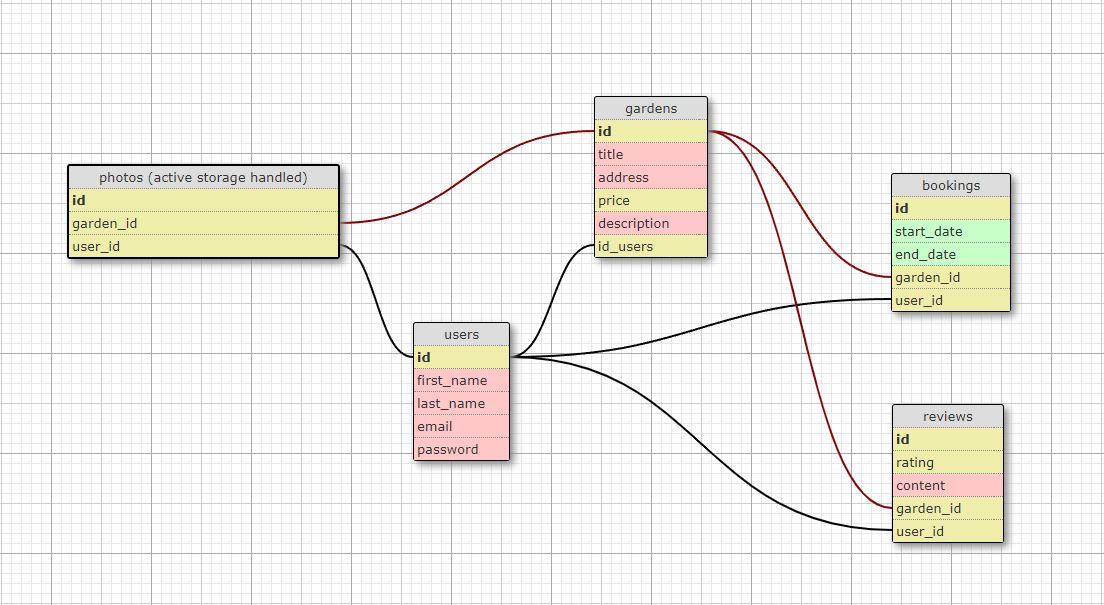 photos (active storage handled)
id
garden_id
user_id
users
id
first_name
last_name
email
password
gardens
id
title
address
price
description
id_users
bookings
id
start_date
end_date
garden_id
user_id
reviews
id
rating
content
garden_id
user_id